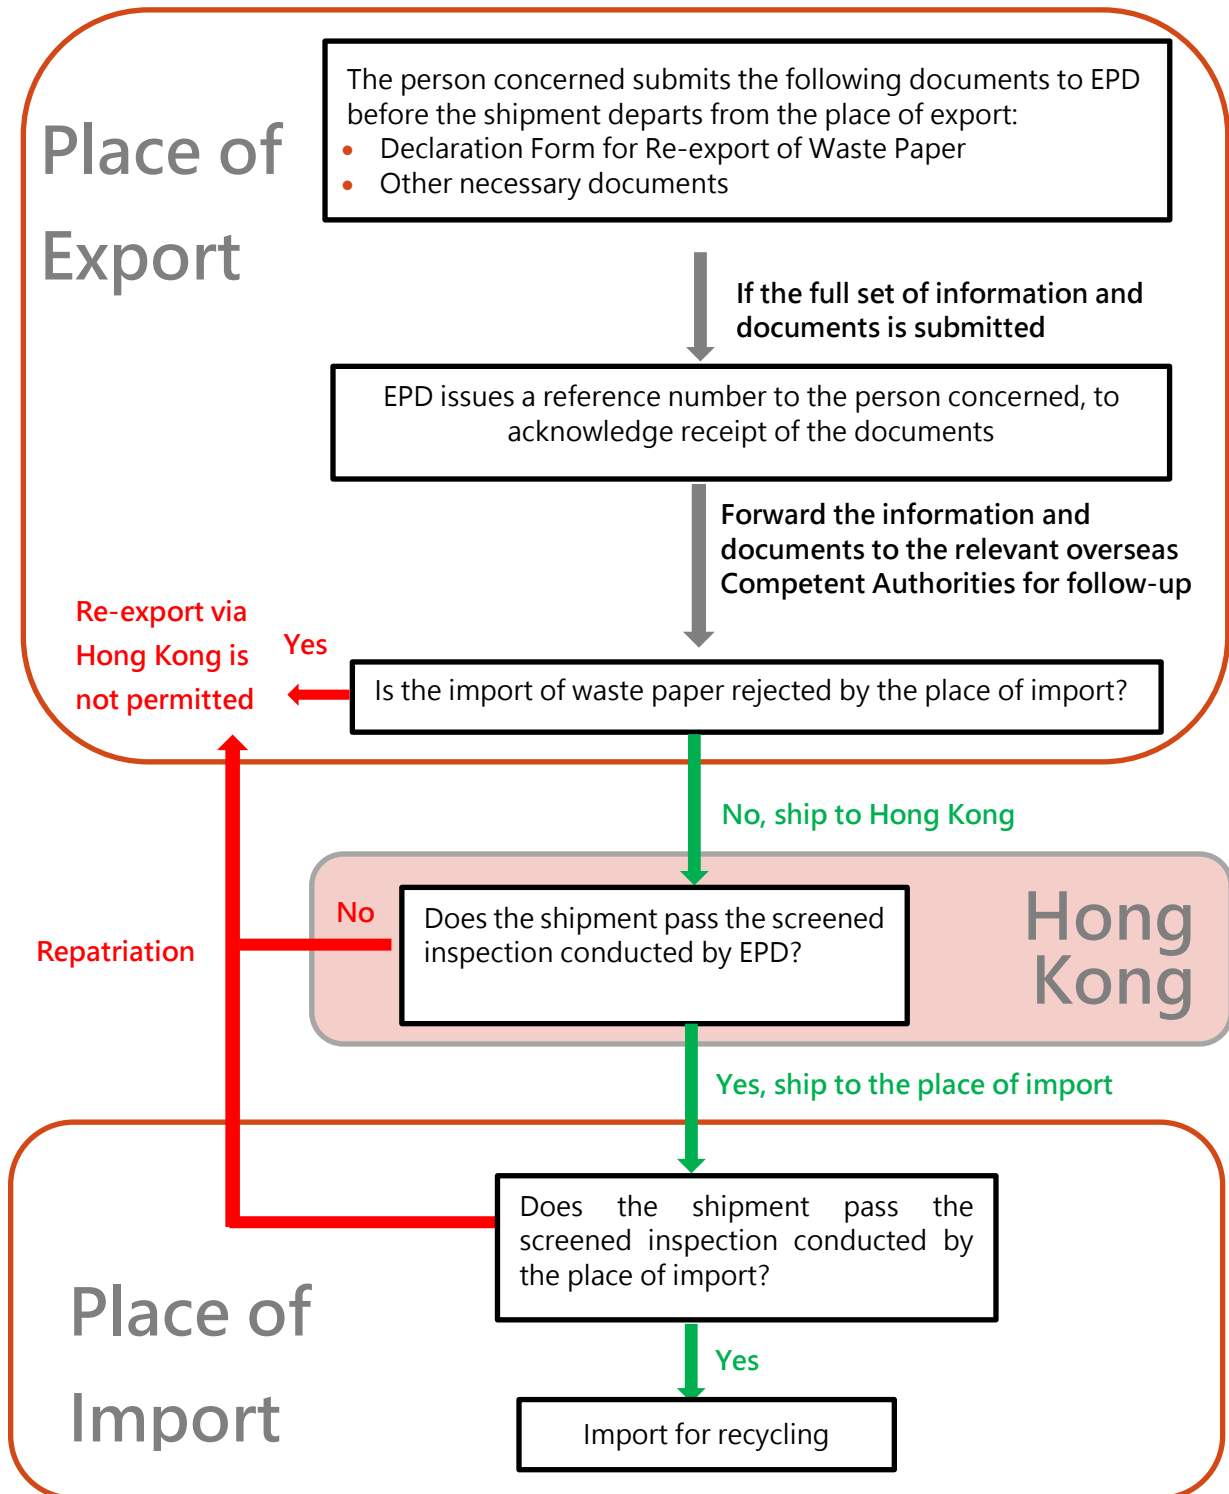 Place of
Export
The person concerned submits the following documents to EPD
before the shipment departs from the place of export:
• Declaration Form for Re-export of Waste Paper
• Other necessary documents
If the full set of information and
documents is submitted
EPD issues a reference number to the person concerned, to
acknowledge receipt of the documents
Forward the information and
documents to the relevant overseas
Competent Authorities for follow-up
Re-export via
Hong Kong is
not permitted
Yes
Is the import of waste paper rejected by the place of import?
No, ship to Hong Kong
Hong
Kong
No
Does the shipment pass the screened
inspection conducted by EPD?
Repatriation
Yes, ship to the place of import
Does the shipment pass the
screened inspection conducted by
the place of import?
Place of
Import
Yes
Import for recycling